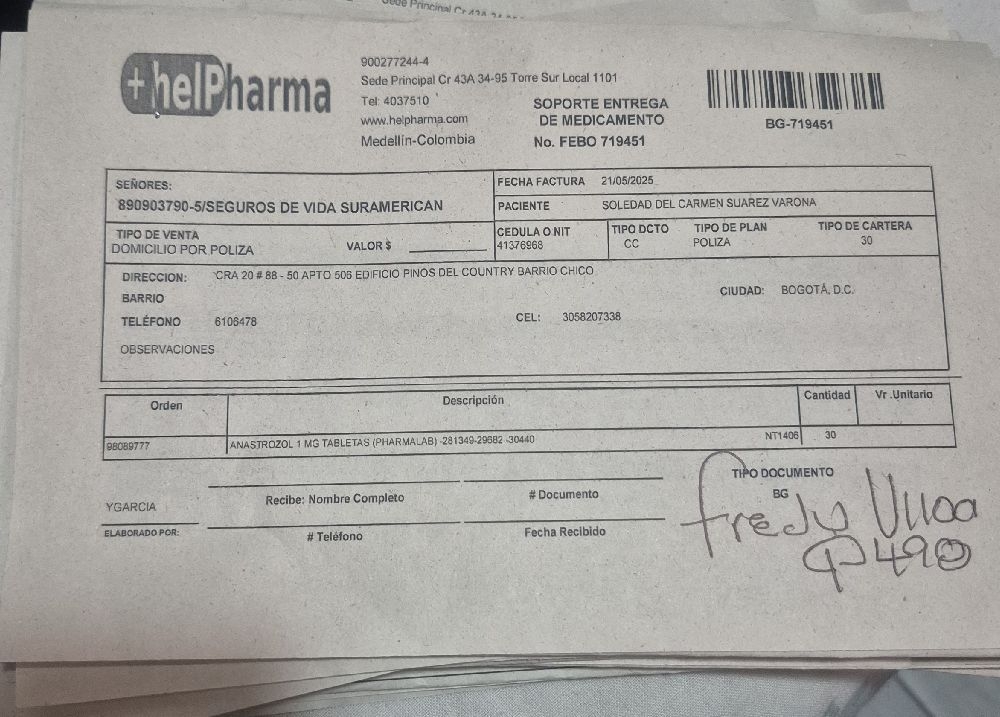 Sede Principal Cr 43A
+helPharma
900277244-4
Sede Principal Cr 43A 34-95 Torre Sur Local 1101
Tel: 4037510
www.helpharma.com
Medellín-Colombia
SOPORTE ENTREGA
DE MEDICAMENTO
No. FEBO 719451
BG-719451
SEÑORES:
890903790-5/SEGUROS DE VIDA SURAMERICAN
FECHA FACTURA 21/05/2025
PACIENTE SOLEDAD DEL CARMEN SUAREZ VARONA
TIPO DE VENTA
DOMICILIO POR POLIZA VALOR $
CEDULA O NIT
41376968
TIPO DCTO
CC
TIPO DE PLAN
POLIZA
TIPO DE CARTERA
30
DIRECCION: CRA 20 # 88 - 50 APTO 506 EDIFICIO PINOS DEL COUNTRY BARRIO CHICO
BARRIO
CIUDAD: BOGOTÁ, D.C.
TELÉFONO 6106478
CEL: 3058207338
OBSERVACIONES
Orden Descripción Cantidad Vr .Unitario
98089777 ANASTROZOL 1 MG TABLETAS (PHARMALAB) -281349-29682 -30440 NT1406 30
TIPO DOCUMENTO
BG
YGARCIA
ELABORADO POR:
Recibe: Nombre Completo
# Documento
# Teléfono
Fecha Recibido
Fredy Ulloa
490